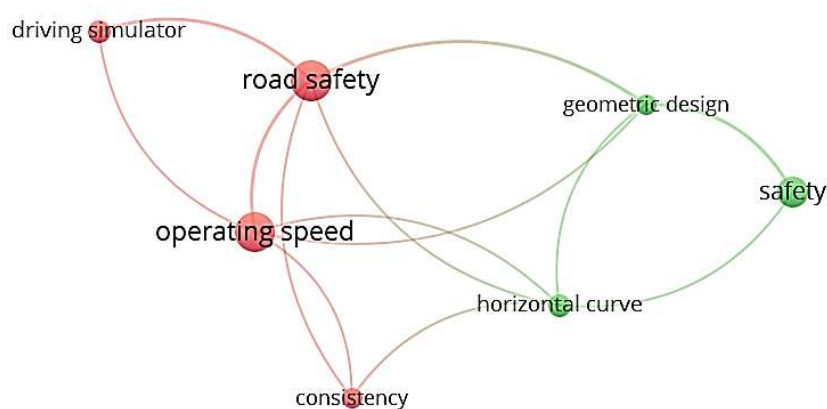 driving simulator
road safety
geometric design
safety
operating speed
horizontal curve
consistency